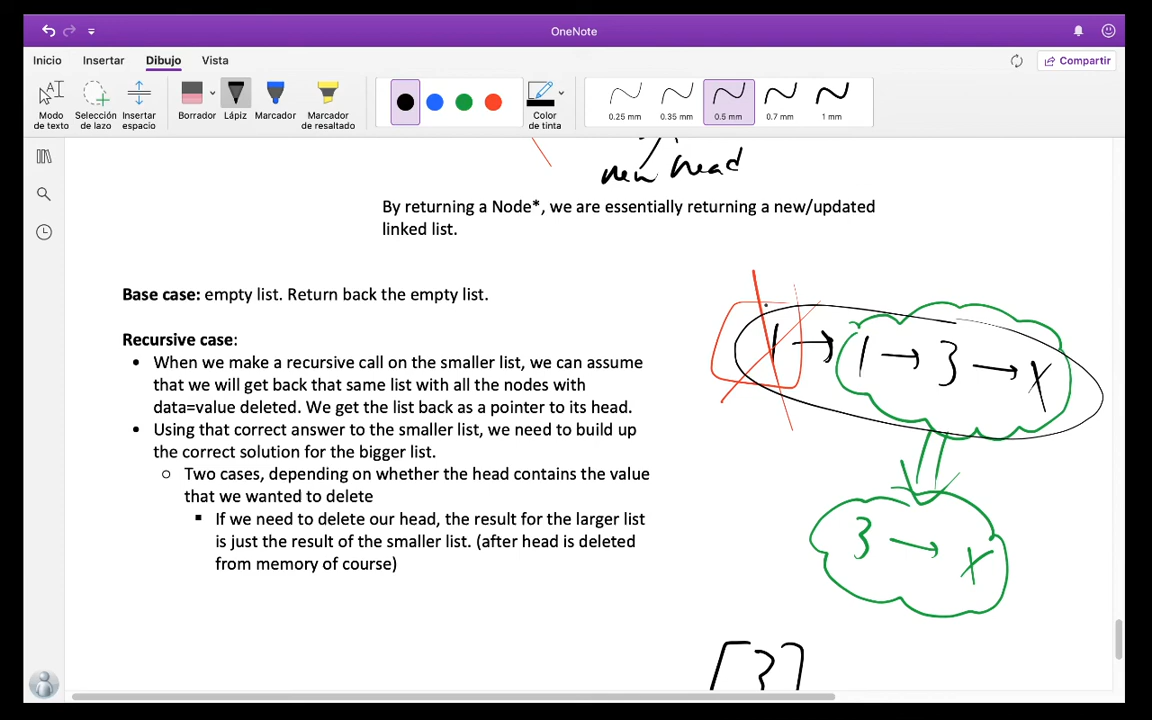 OneNote
Inicio Insertar Dibujo Vista
Compartir
Modo de texto
Selección de lazo
Insertar espacio
Borrador
Lápiz
Marcador
Marcador de resaltado
Color de tinta
0.25 mm
0.35 mm
0.5 mm
0.7 mm
1 mm
new head
By returning a Node*, we are essentially returning a new/updated
linked list.
Base case: empty list. Return back the empty list.
Recursive case:
• When we make a recursive call on the smaller list, we can assume
that we will get back that same list with all the nodes with
data=value deleted. We get the list back as a pointer to its head.
• Using that correct answer to the smaller list, we need to build up
the correct solution for the bigger list.
○ Two cases, depending on whether the head contains the value
that we wanted to delete
▪ If we need to delete our head, the result for the larger list
is just the result of the smaller list. (after head is deleted
from memory of course)
1 → 1 → 3 → X
3 → X
[3]